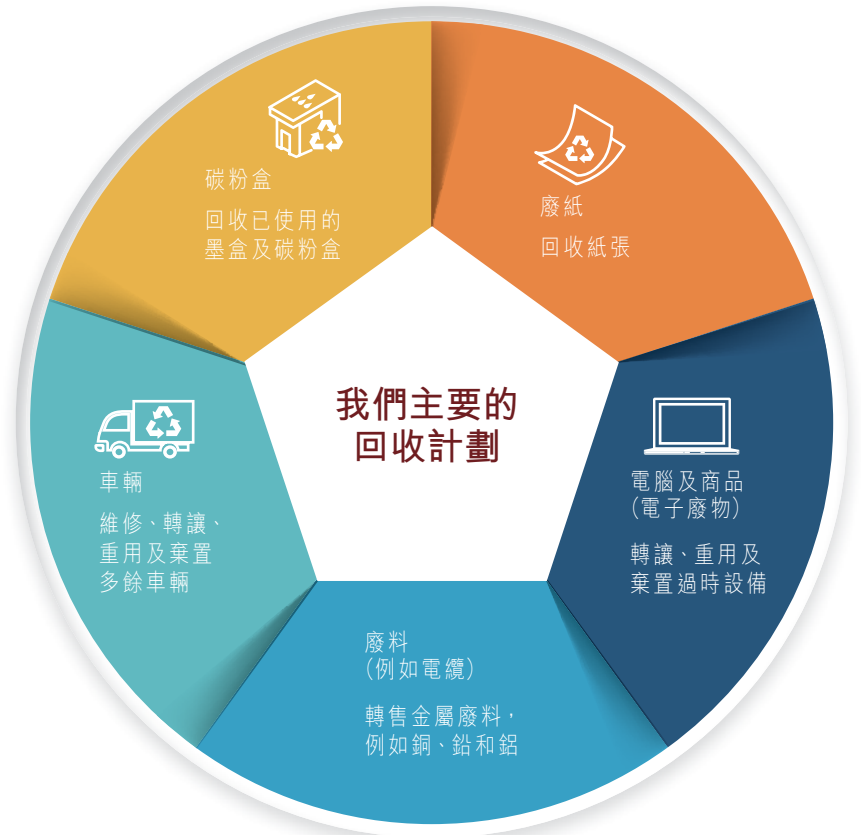 碳粉盒
回收已使用的
墨盒及碳粉盒
廢紙
回收紙張
我們主要的
回收計劃
車輛
維修、轉讓、
重用及棄置
多餘車輛
電腦及商品
(電子廢物)
轉讓、重用及
棄置過時設備
廢料
(例如電纜)
轉售金屬廢料，
例如銅、鉛和鋁